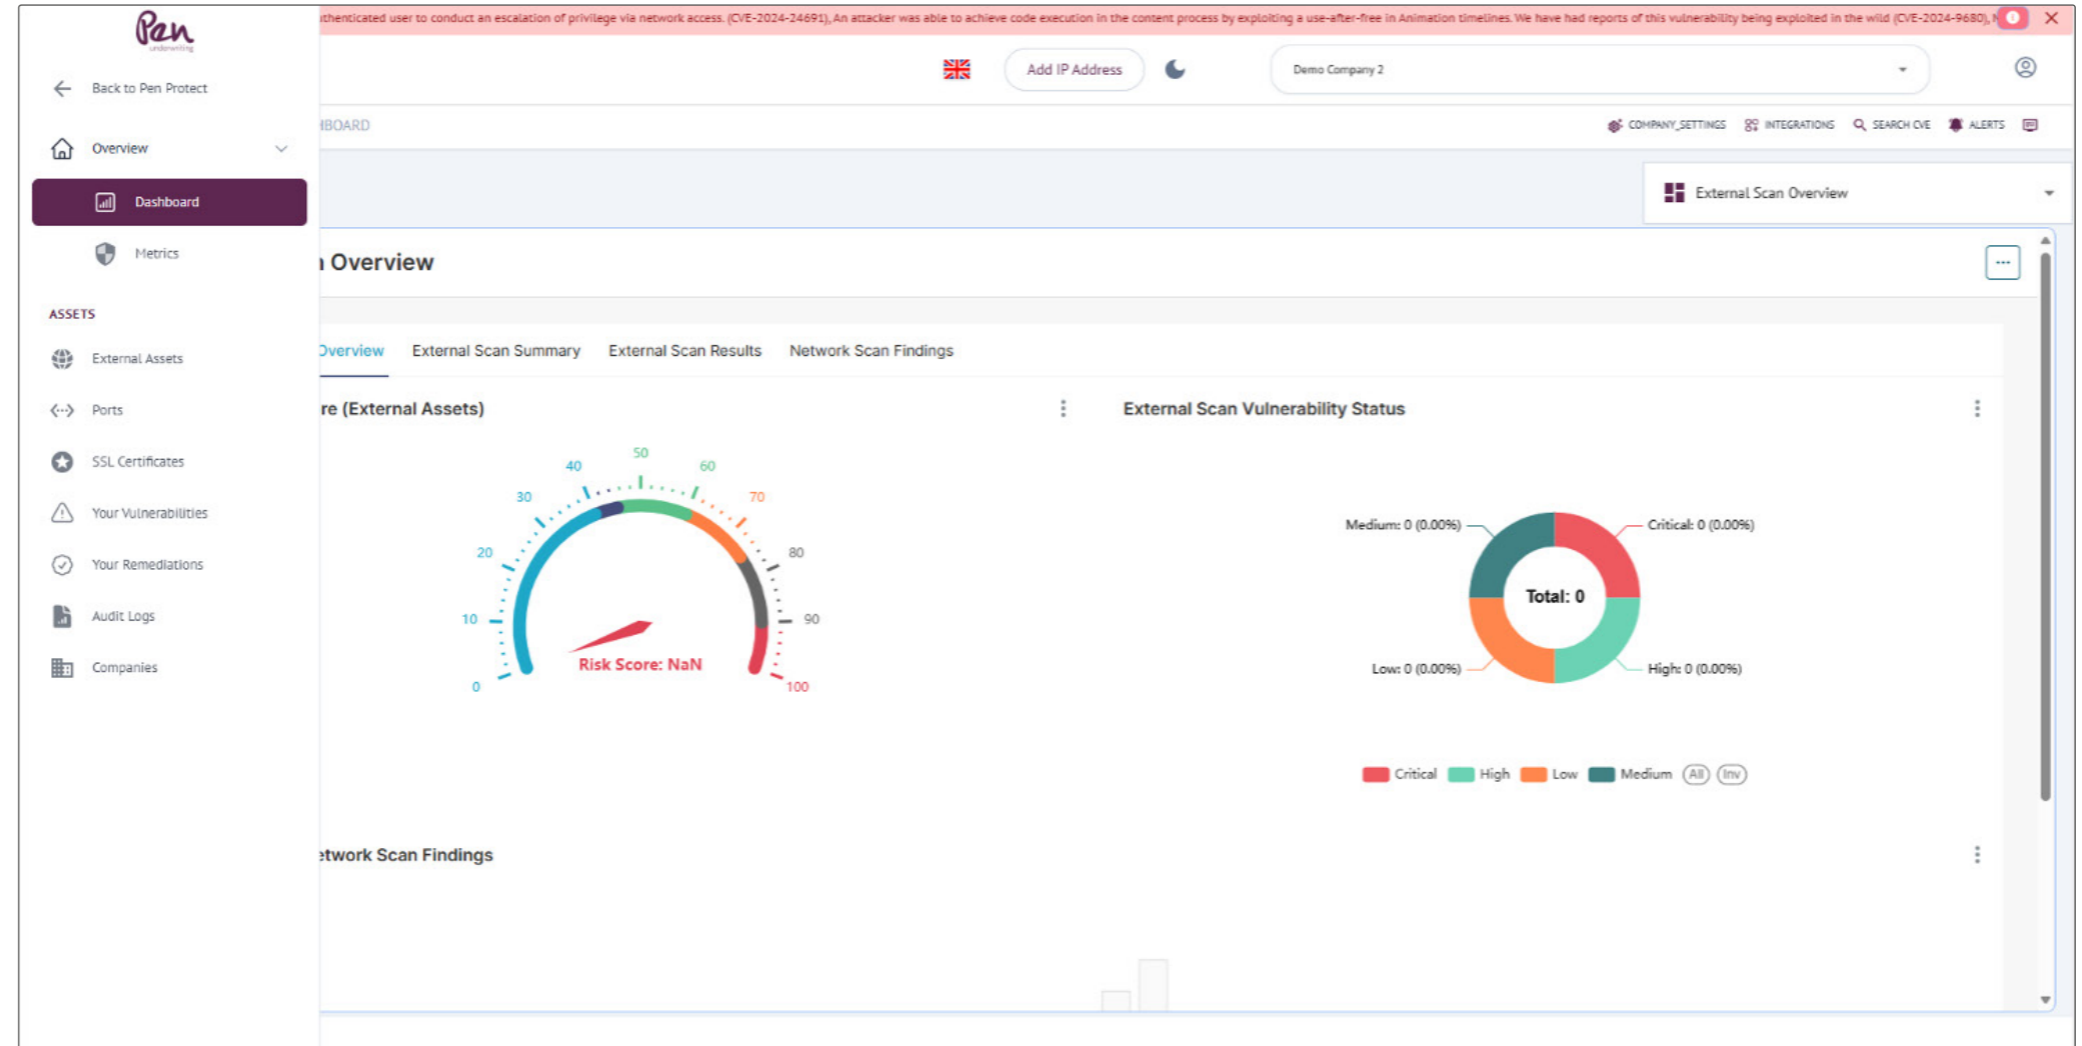 Pen
underwriting
thenticated user to conduct an escalation of privilege via network access. (CVE-2024-24691), An attacker was able to achieve code execution in the content process by exploiting a use-after-free in Animation timelines. We have had reports of this vulnerability being exploited in the wild (CVE-2024-9680),
Back to Pen Protect
Add IP Address
Demo Company 2
BOARD
COMPANY_SETTINGS
INTEGRATIONS
SEARCH CVE
ALERTS
Overview
Dashboard
Metrics
ASSETS
External Assets
Ports
SSL Certificates
Your Vulnerabilities
Your Remediations
Audit Logs
Companies
External Scan Overview
Overview
Overview
External Scan Summary
External Scan Results
Network Scan Findings
re (External Assets)
0
10
20
30
40
50
60
70
80
90
100
Risk Score: NaN
External Scan Vulnerability Status
Medium: 0 (0.00%)
Critical: 0 (0.00%)
Total: 0
Low: 0 (0.00%)
High: 0 (0.00%)
Critical
High
Low
Medium
All
Inv
etwork Scan Findings